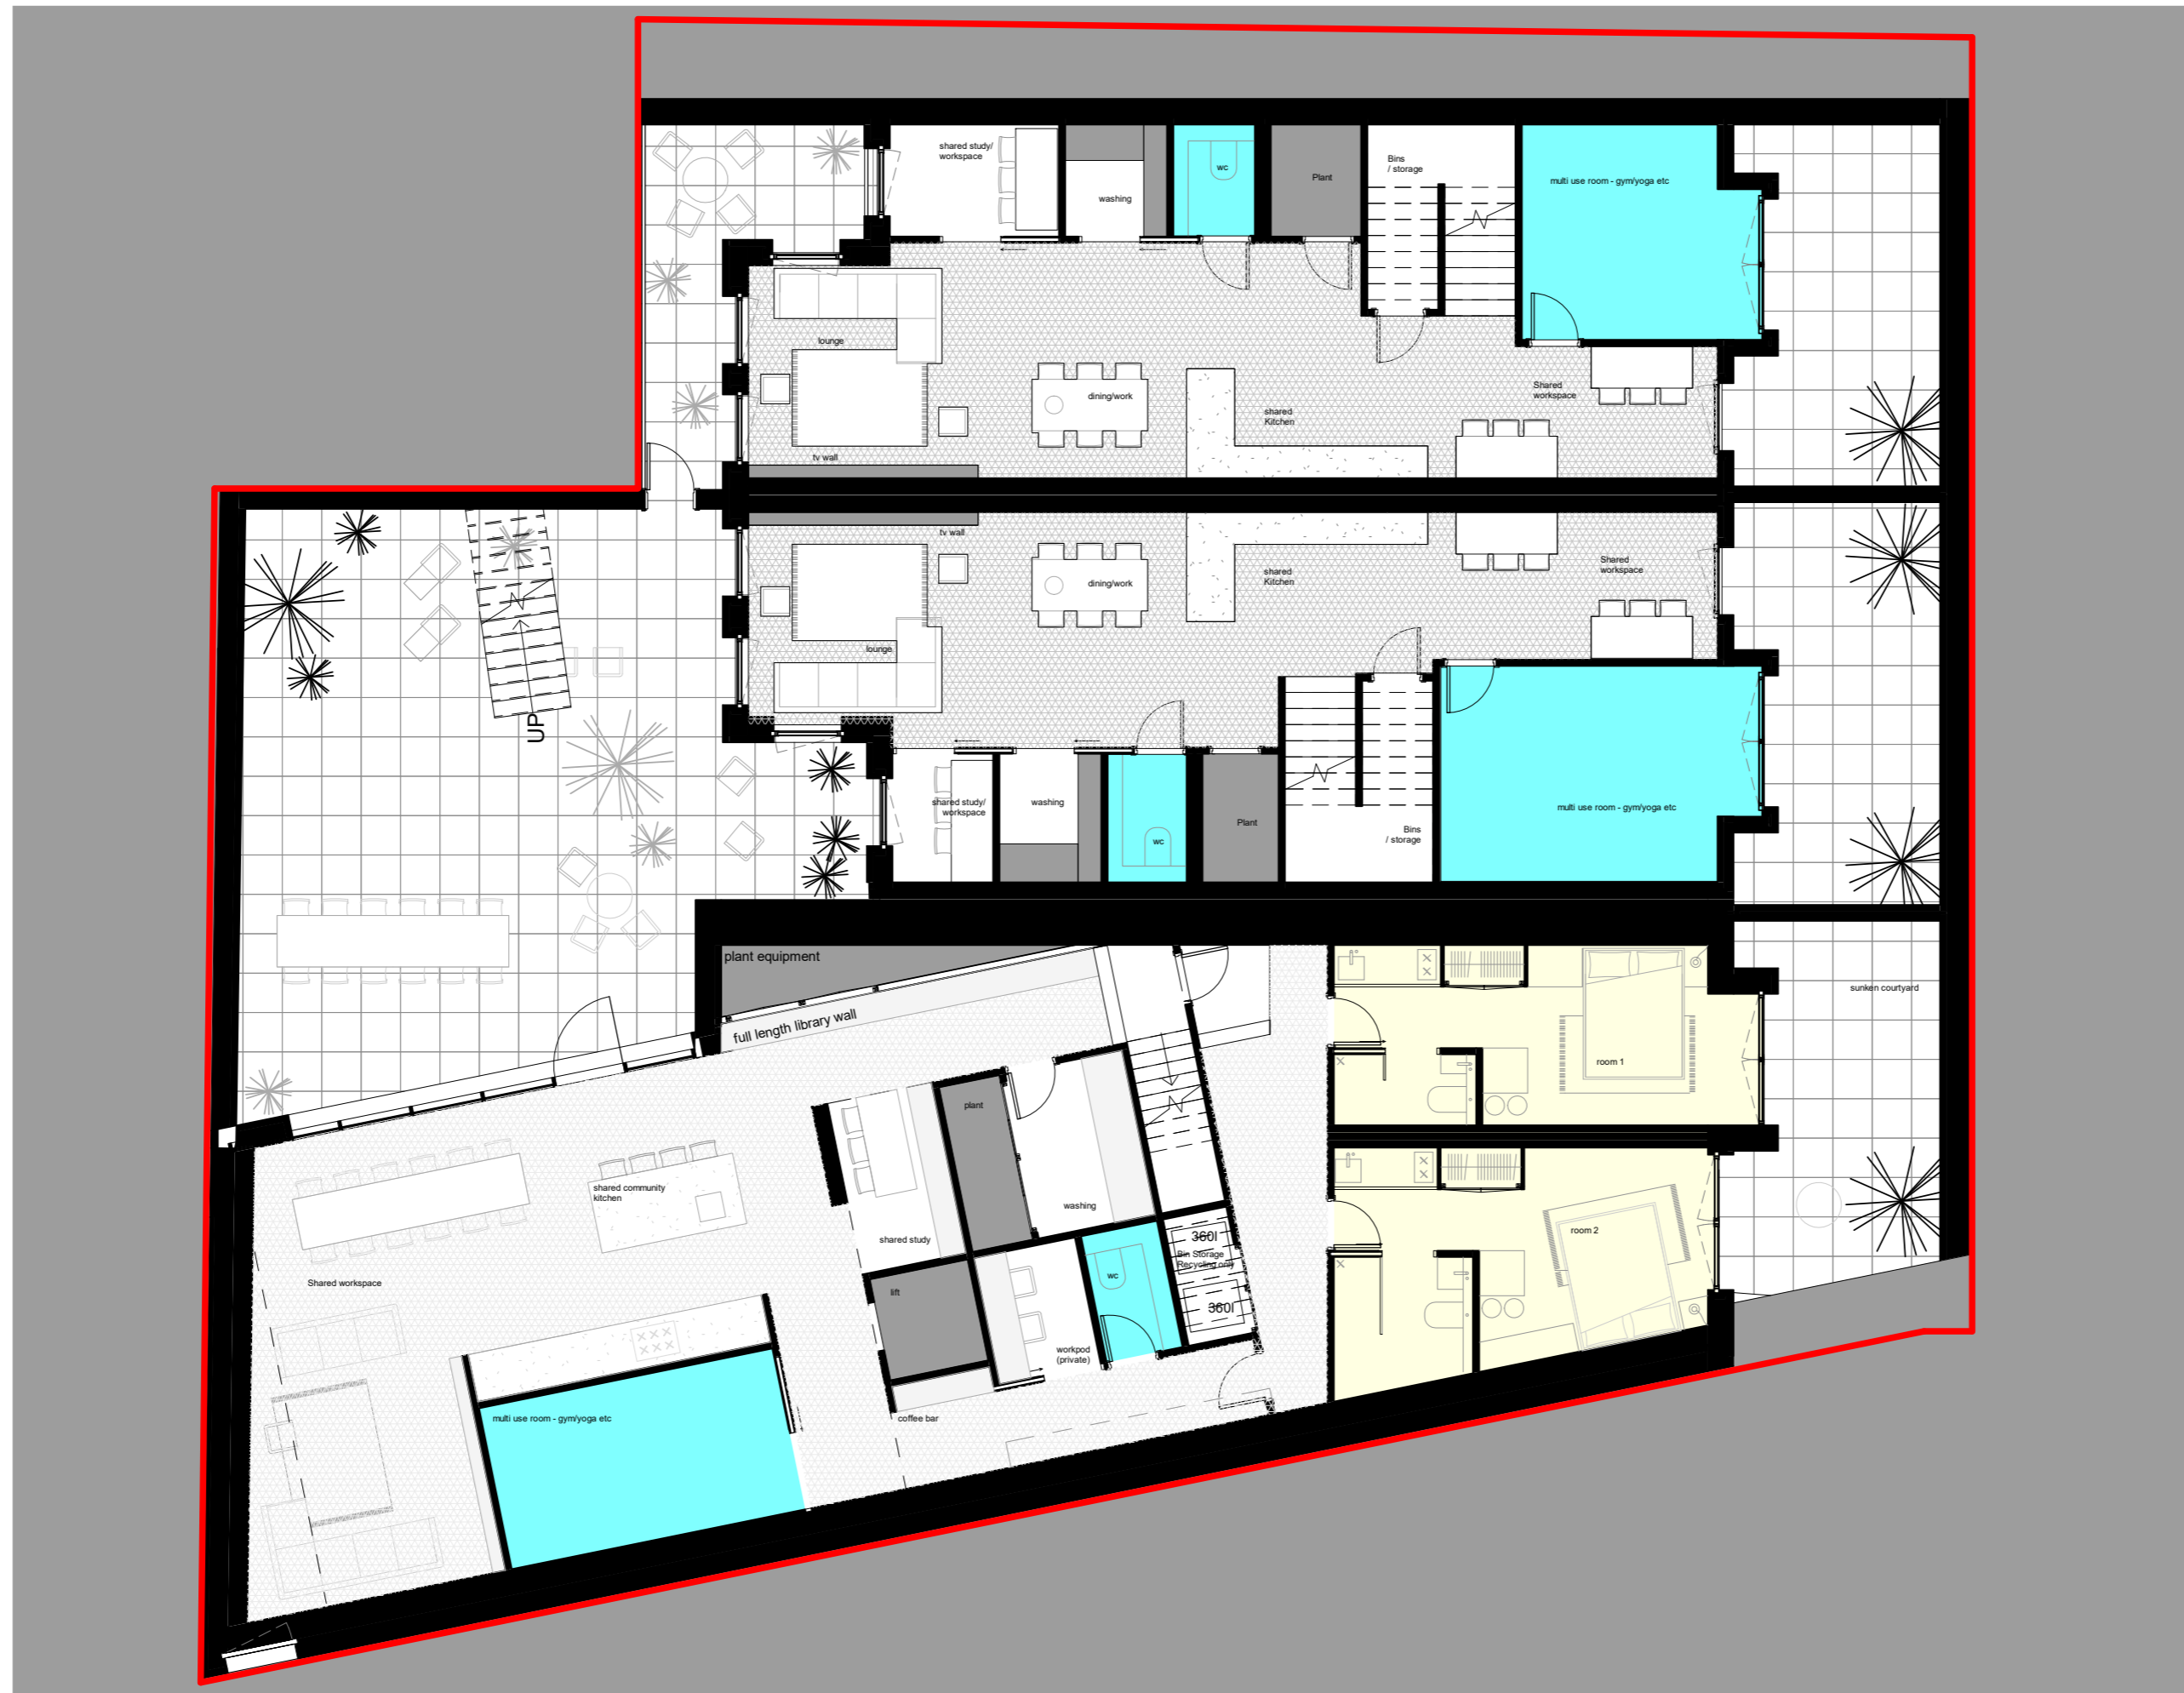 shared study/
workspace
washing
wc
Plant
Bins
/ storage
multi use room - gym/yoga etc
lounge
dining/work
shared
Kitchen
Shared
workspace
tv wall
tv wall
dining/work
shared
Kitchen
Shared
workspace
lounge
UP
shared study/
workspace
washing
wc
Plant
Bins
/ storage
multi use room - gym/yoga etc
plant equipment
full length library wall
sunken courtyard
room 1
plant
shared community
kitchen
washing
shared study
360l
Bin Storage
Recycling only
360l
room 2
Shared workspace
lift
wc
workpod
(private)
coffee bar
multi use room - gym/yoga etc